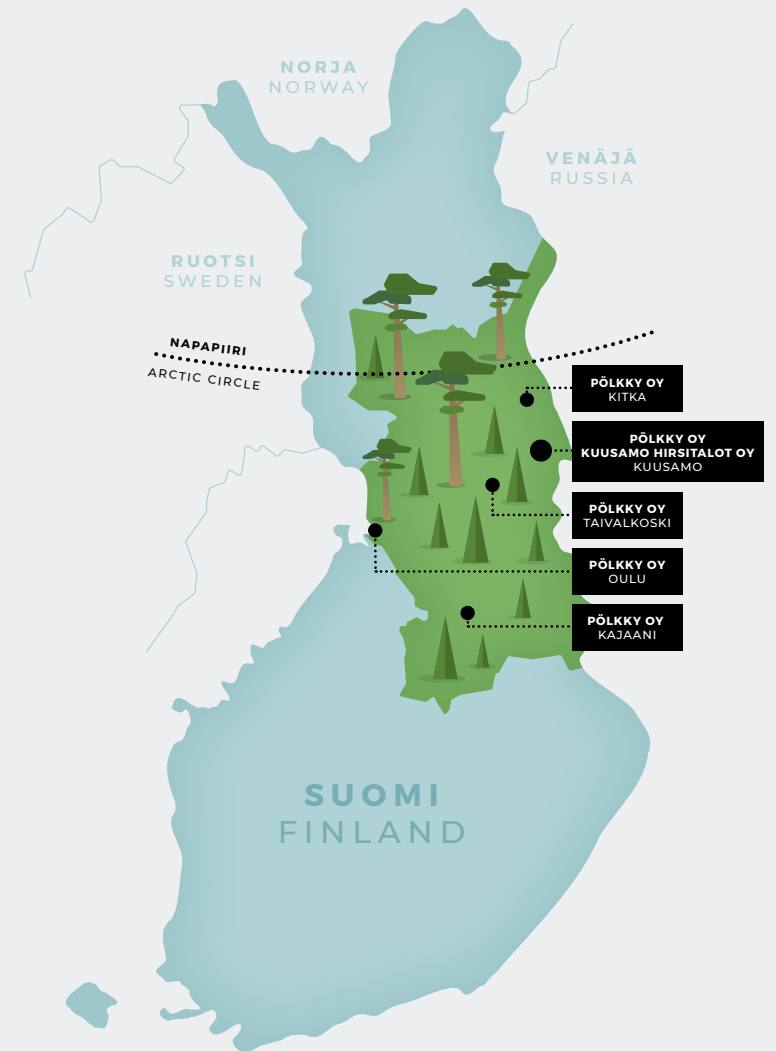 NORJA
NORWAY
VENÄJÄ
RUSSIA
RUOTSI
SWEDEN
NAPAPIIRI
ARCTIC CIRCLE
PÖLKKY OY
KITKA
PÖLKKY OY
KUUSAMO HIRSITALOT OY
KUUSAMO
PÖLKKY OY
TAIVALKOSKI
PÖLKKY OY
OULU
PÖLKKY OY
KAJAANI
SUOMI
FINLAND